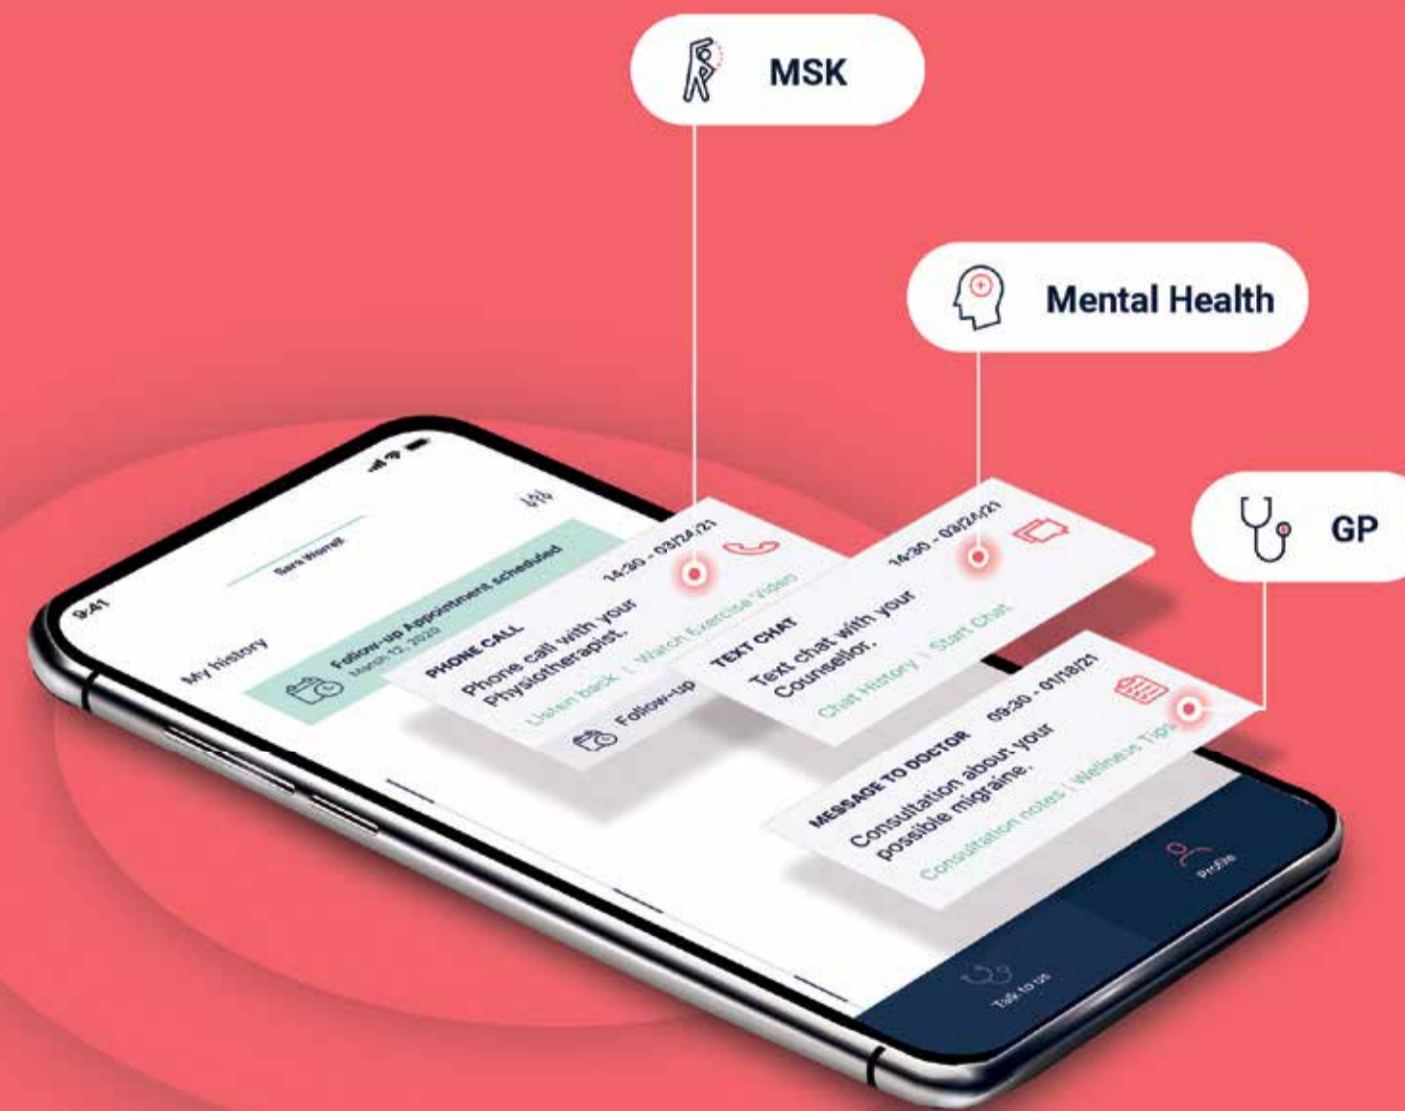 MSK
Mental Health
GP
9:41
Sara Worrell
My history
Follow-up Appointment scheduled
March 12, 2020
14:30 - 03/24/21
PHONE CALL
Phone call with your
Physiotherapist.
Listen back | Watch Exercise Video
Follow-up
14:30 - 03/24/21
TEXT CHAT
Text chat with your
Counsellor.
Chat History | Start Chat
09:30 - 01/18/21
MESSAGE TO DOCTOR
Consultation about your
possible migraine.
Consultation notes | Wellness Tips
Talk to us
Profile